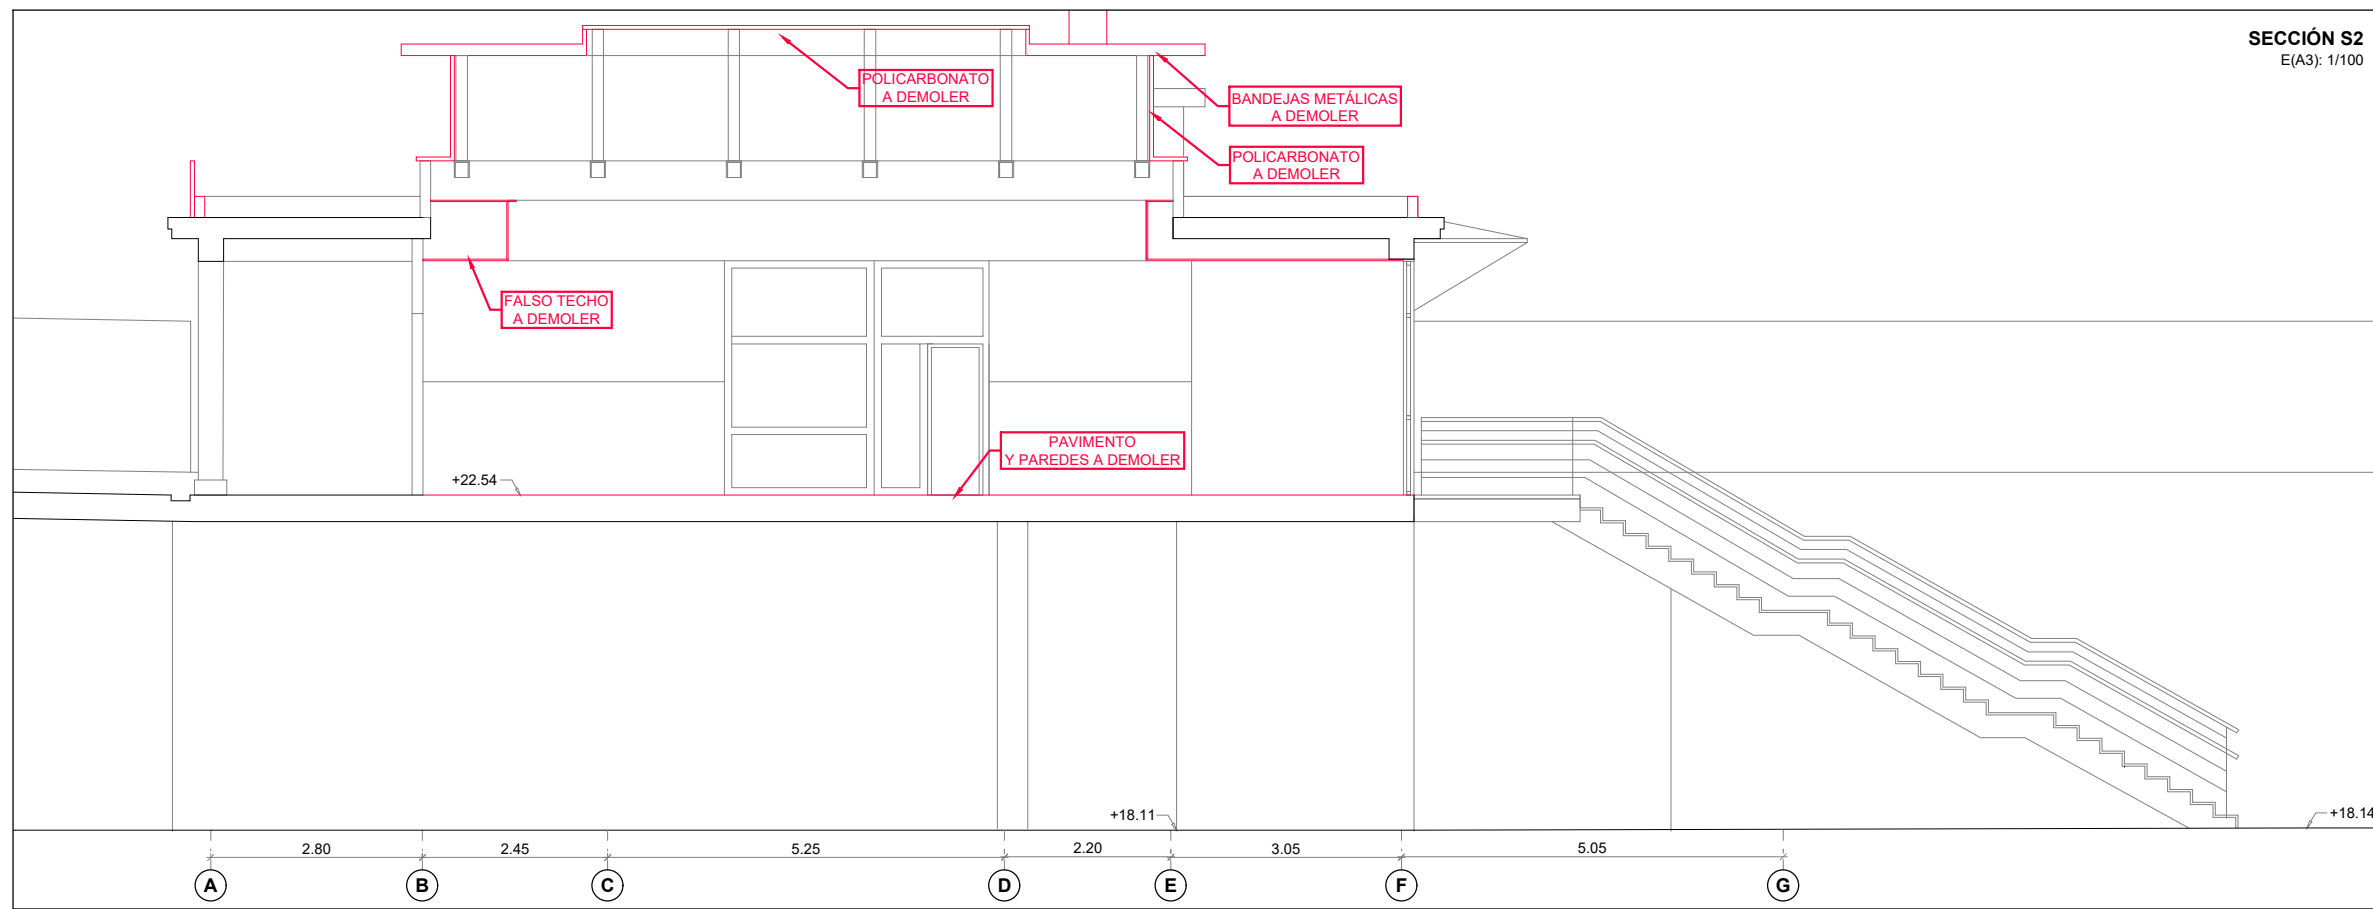 SECCIÓN S2
E(A3): 1/100
POLICARBONATO
A DEMOLER
BANDEJAS METÁLICAS
A DEMOLER
POLICARBONATO
A DEMOLER
FALSO TECHO
A DEMOLER
PAVIMENTO
Y PAREDES A DEMOLER
+22.54
+18.11
+18.14
2.80 2.45 5.25 2.20 3.05 5.05
A B C D E F G